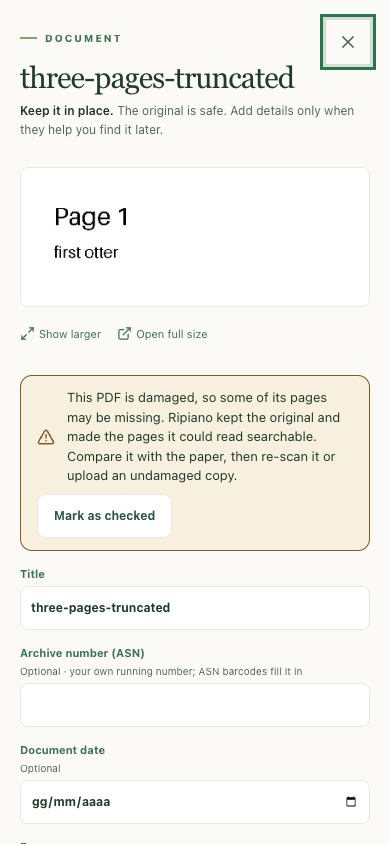 DOCUMENT
three-pages-truncated
Keep it in place. The original is safe. Add details only when
they help you find it later.
Page 1
first otter
Show larger
Open full size
This PDF is damaged, so some of its pages
may be missing. Ripiano kept the original and
made the pages it could read searchable.
Compare it with the paper, then re-scan it or
upload an undamaged copy.
Mark as checked
Title
three-pages-truncated
Archive number (ASN)
Optional · your own running number; ASN barcodes fill it in
Document date
Optional
gg/mm/aaaa